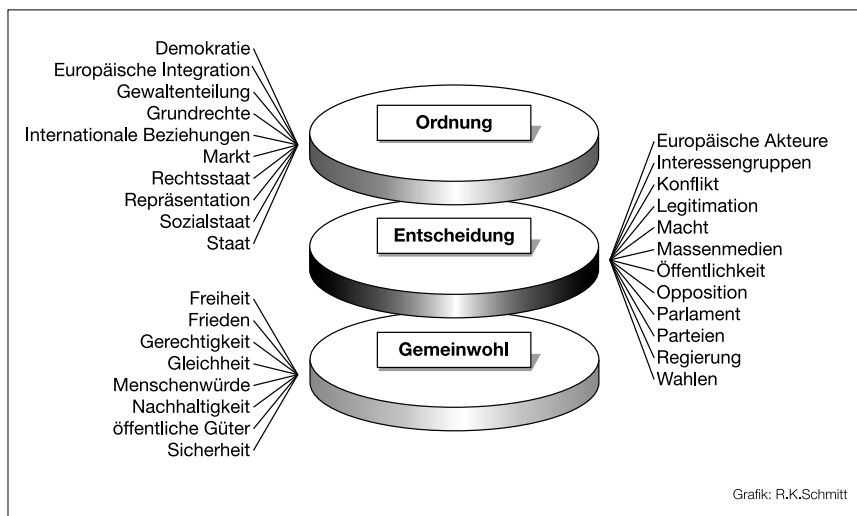 Demokratie
Europäische Integration
Gewaltenteilung
Grundrechte
Internationale Beziehungen
Markt
Rechtsstaat
Repräsentation
Sozialstaat
Staat
Ordnung
Europäische Akteure
Interessengruppen
Konflikt
Legitimation
Macht
Massenmedien
Öffentlichkeit
Opposition
Parlament
Parteien
Regierung
Wahlen
Entscheidung
Freiheit
Frieden
Gerechtigkeit
Gleichheit
Menschenwürde
Nachhaltigkeit
öffentliche Güter
Sicherheit
Gemeinwohl
Grafik: R.K.Schmitt